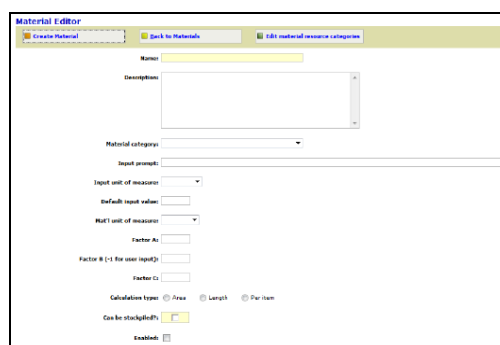 Material Editor
Create Material Back to Materials Edit material resource categories
Name:
Description:
Material category:
Input prompt:
Input unit of measure:
Default input value:
Mat'l unit of measure:
Factor A:
Factor B (-1 for user input):
Factor C:
Calculation type: Area Length Per item
Can be stockpiled?:
Enabled: